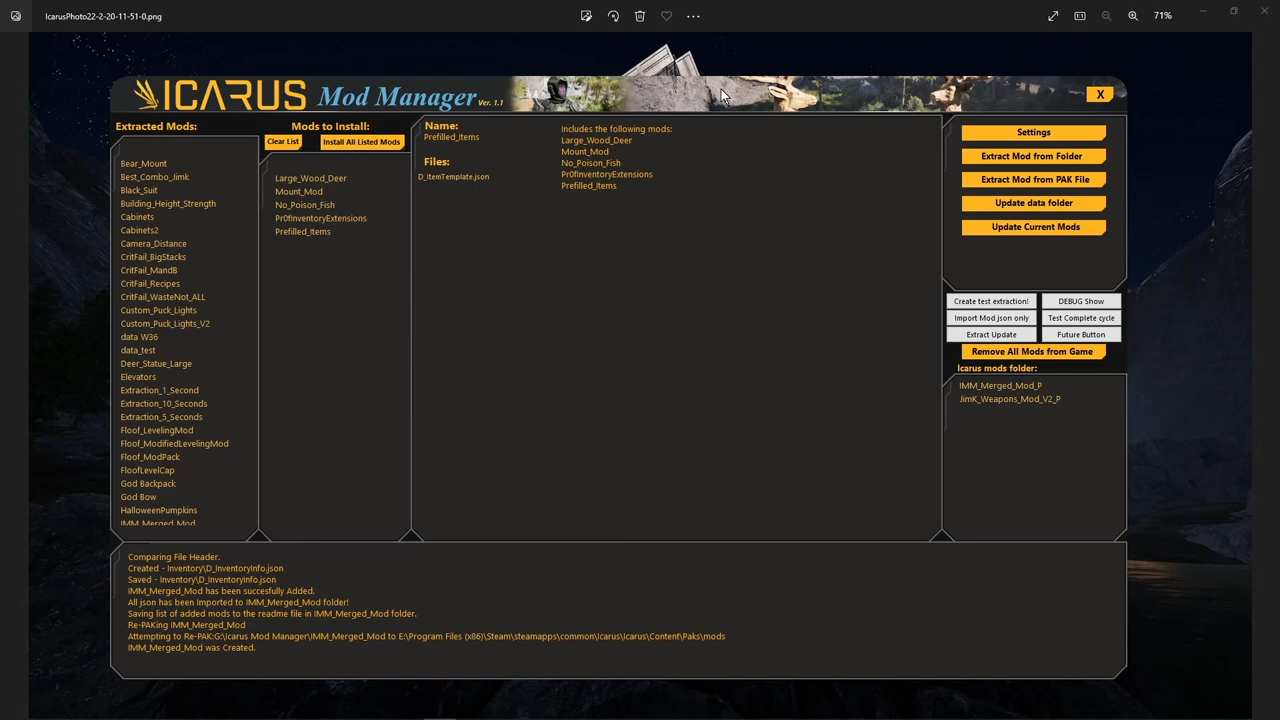 IcarusPhoto22-2-20-11-51-0.png
71%
ICARUS Mod Manager Ver. 1.1
X
Extracted Mods:
Bear_Mount
Best_Combo_Jimk
Black_Suit
Building_Height_Strength
Cabinets
Cabinets2
Camera_Distance
CritFail_BigStacks
CritFail_MandB
CritFail_Recipes
CritFail_WasteNot_ALL
Custom_Puck_Lights
Custom_Puck_Lights_V2
data W36
data_test
Deer_Statue_Large
Elevators
Extraction_1_Second
Extraction_10_Seconds
Extraction_5_Seconds
Floof_LevelingMod
Floof_ModifiedLevelingMod
Floof_ModPack
FloofLevelCap
God Backpack
God Bow
HalloweenPumpkins
IMM_Merged_Mod
Mods to Install:
Clear List
Install All Listed Mods
Large_Wood_Deer
Mount_Mod
No_Poison_Fish
Pr0fInventoryExtensions
Prefilled_Items
Name:
Prefilled_Items
Files:
D_ItemTemplate.json
Includes the following mods:
Large_Wood_Deer
Mount_Mod
No_Poison_Fish
Pr0fInventoryExtensions
Prefilled_Items
Settings
Extract Mod from Folder
Extract Mod from PAK File
Update data folder
Update Current Mods
Create test extraction!
DEBUG Show
Import Mod json only
Test Complete cycle
Extract Update
Future Button
Remove All Mods from Game
Icarus mods folder:
IMM_Merged_Mod_P
JimK_Weapons_Mod_V2_P
Comparing File Header.
Created - Inventory\D_InventoryInfo.json
Saved - Inventory\D_InventoryInfo.json
IMM_Merged_Mod has been succesfully Added.
All json has been Imported to IMM_Merged_Mod folder!
Saving list of added mods to the readme file in IMM_Merged_Mod folder.
Re-PAKing IMM_Merged_Mod
Attempting to Re-PAK:G:\Icarus Mod Manager\IMM_Merged_Mod to E:\Program Files (x86)\Steam\steamapps\common\Icarus\Icarus\Content\Paks\mods
IMM_Merged_Mod was Created.